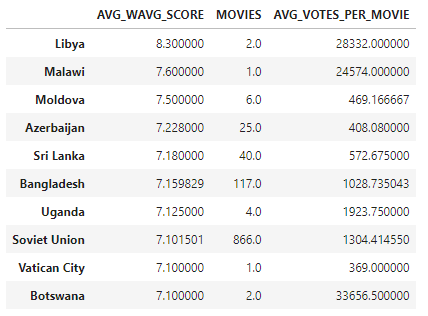 AVG_WAVG_SCORE MOVIES AVG_VOTES_PER_MOVIE
Libya 8.300000 2.0 28332.000000
Malawi 7.600000 1.0 24574.000000
Moldova 7.500000 6.0 469.166667
Azerbaijan 7.228000 25.0 408.080000
Sri Lanka 7.180000 40.0 572.675000
Bangladesh 7.159829 117.0 1028.735043
Uganda 7.125000 4.0 1923.750000
Soviet Union 7.101501 866.0 1304.414550
Vatican City 7.100000 1.0 369.000000
Botswana 7.100000 2.0 33656.500000